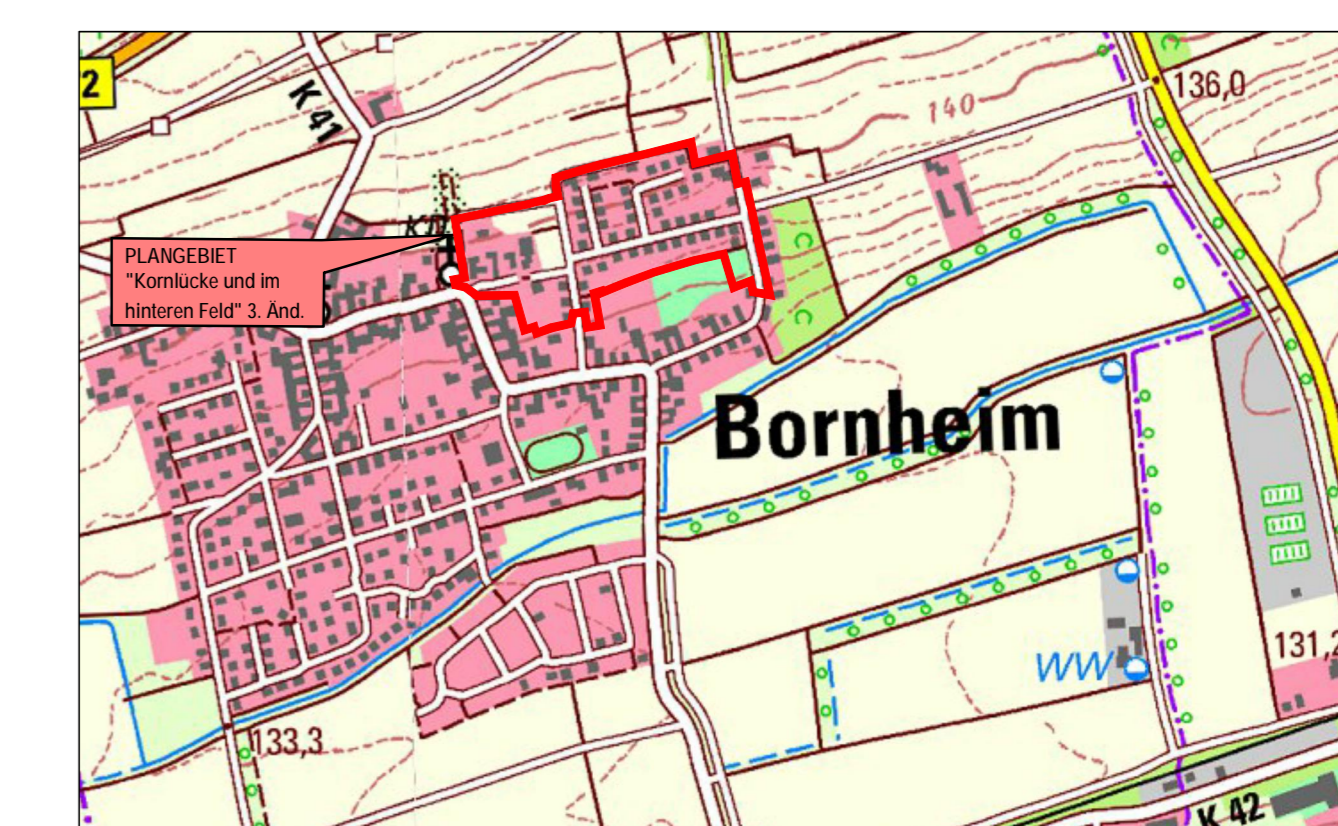 2
K 41
136,0
140
PLANGEBIET
"Kornlücke und im
hinteren Feld" 3. Änd.
Bornheim
WW
131,2
133,3
K 42